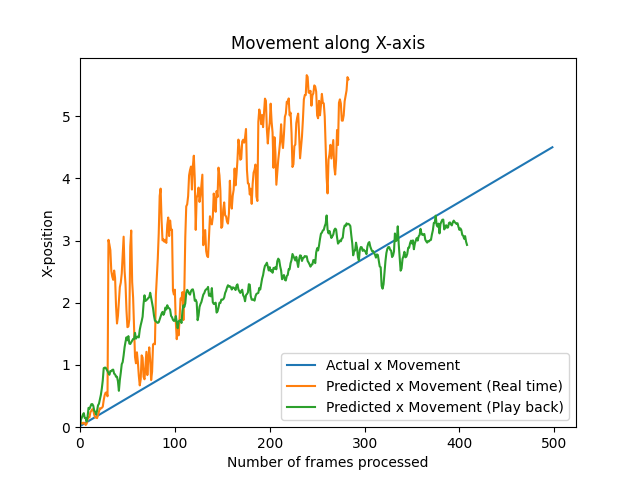 Movement along X-axis
X-position
5
4
3
2
1
0
0 100 200 300 400 500
Number of frames processed
Actual x Movement
Predicted x Movement (Real time)
Predicted x Movement (Play back)